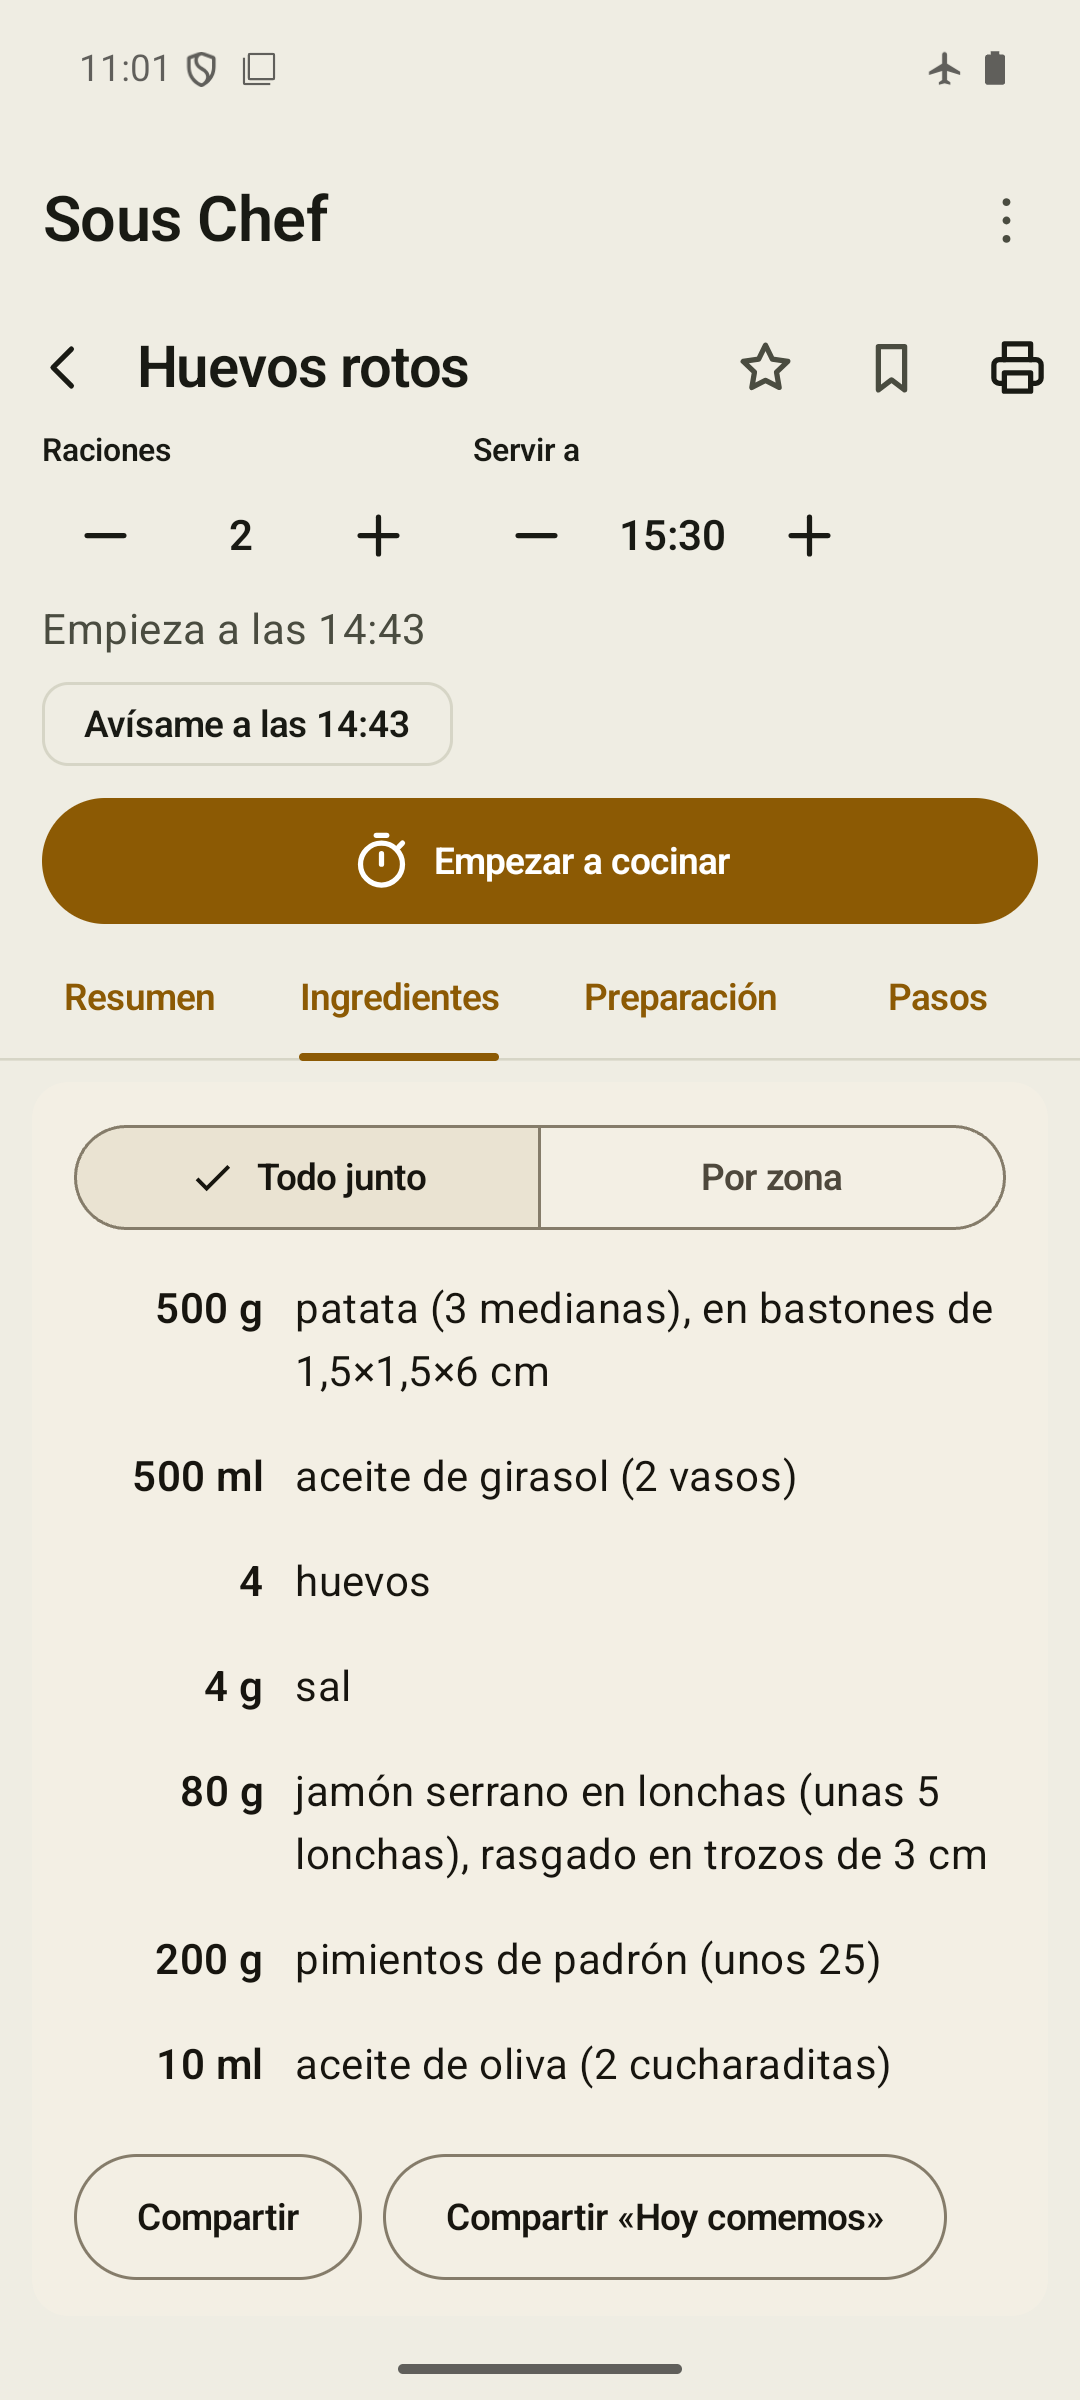 11:01
Sous Chef
Huevos rotos
Raciones
Servir a
2
15:30
Empieza a las 14:43
Avísame a las 14:43
Empezar a cocinar
Resumen
Ingredientes
Preparación
Pasos
Todo junto
Por zona
500 g patata (3 medianas), en bastones de
1,5×1,5×6 cm
500 ml aceite de girasol (2 vasos)
4 huevos
4 g sal
80 g jamón serrano en lonchas (unas 5
lonchas), rasgado en trozos de 3 cm
200 g pimientos de padrón (unos 25)
10 ml aceite de oliva (2 cucharaditas)
Compartir
Compartir «Hoy comemos»